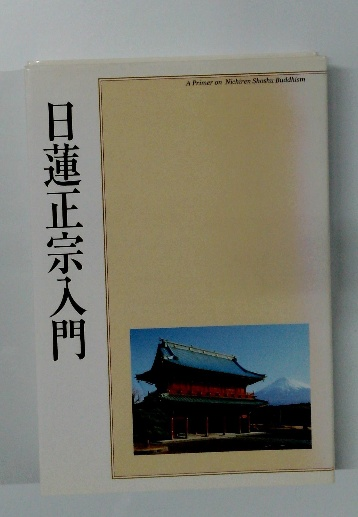 A Primer on Nichiren Shoshu Buddhism
日蓮正宗入門